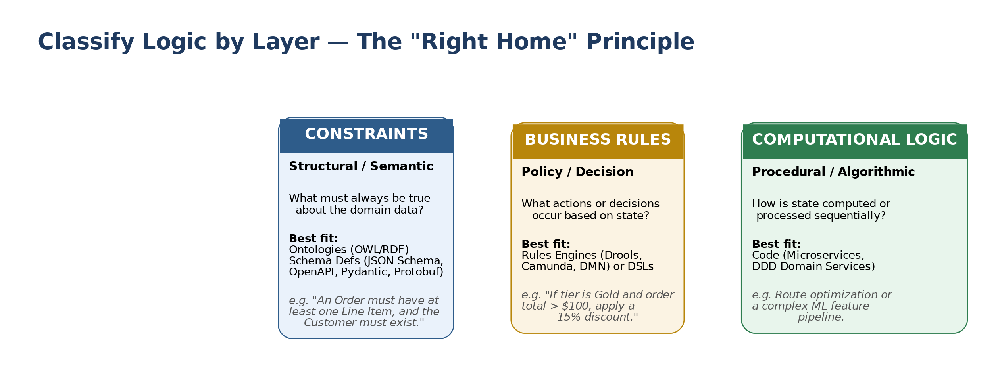 Classify Logic by Layer — The "Right Home" Principle
CONSTRAINTS
Structural / Semantic
What must always be true
about the domain data?
Best fit:
Ontologies (OWL/RDF)
Schema Defs (JSON Schema,
OpenAPI, Pydantic, Protobuf)
e.g. "An Order must have at
least one Line Item, and the
Customer must exist."
BUSINESS RULES
Policy / Decision
What actions or decisions
occur based on state?
Best fit:
Rules Engines (Drools,
Camunda, DMN) or DSLs
e.g. "If tier is Gold and order
total > $100, apply a
15% discount."
COMPUTATIONAL LOGIC
Procedural / Algorithmic
How is state computed or
processed sequentially?
Best fit:
Code (Microservices,
DDD Domain Services)
e.g. Route optimization or
a complex ML feature
pipeline.